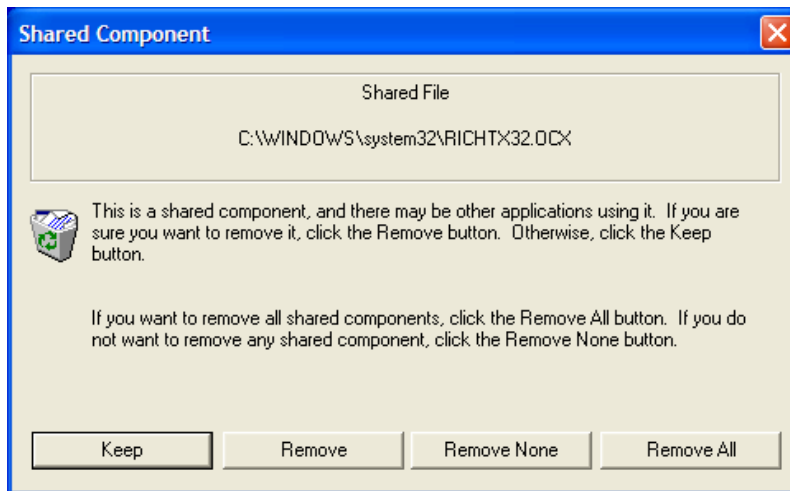 Shared Component
Shared File
C:\WINDOWS\system32\RICHTX32.OCX
This is a shared component, and there may be other applications using it.  If you are
sure you want to remove it, click the Remove button.  Otherwise, click the Keep
button.
If you want to remove all shared components, click the Remove All button.  If you do
not want to remove any shared component, click the Remove None button.
Keep
Remove
Remove None
Remove All